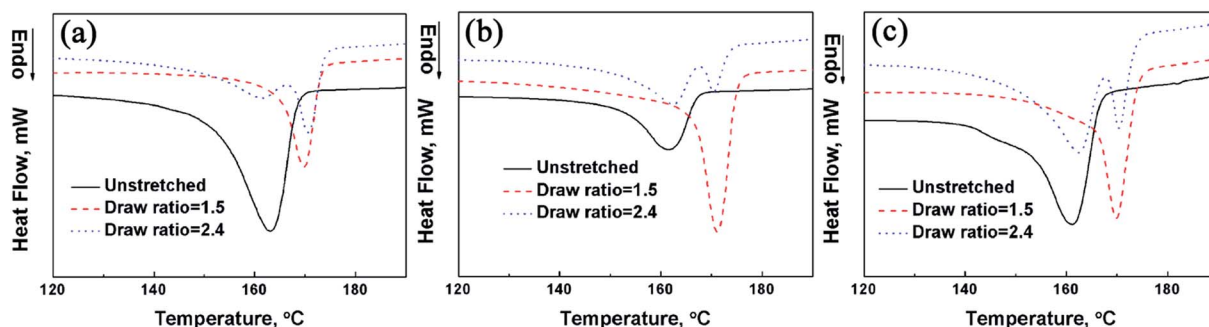 (a)
Endo
Heat Flow, mW
Unstretched
Draw ratio=1.5
Draw ratio=2.4
120 140 160 180
Temperature, °C
(b)
Endo
Heat Flow, mW
Unstretched
Draw ratio=1.5
Draw ratio=2.4
120 140 160 180
Temperature, °C
(c)
Endo
Heat Flow, mW
Unstretched
Draw ratio=1.5
Draw ratio=2.4
120 140 160 180
Temperature, °C